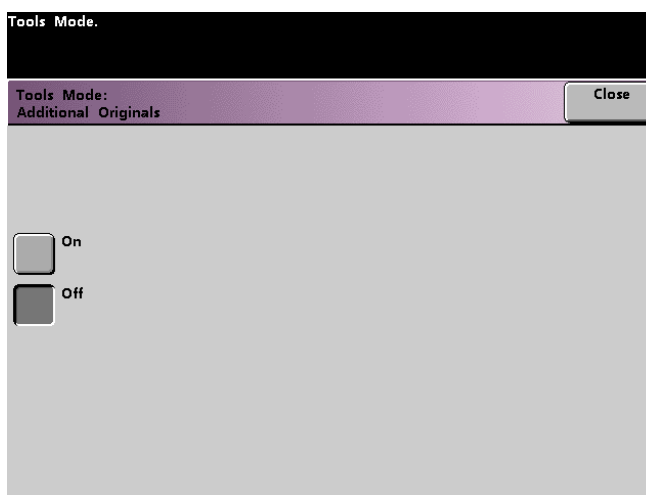 Tools Mode.
Tools Mode:
Additional Originals
Close
On
Off